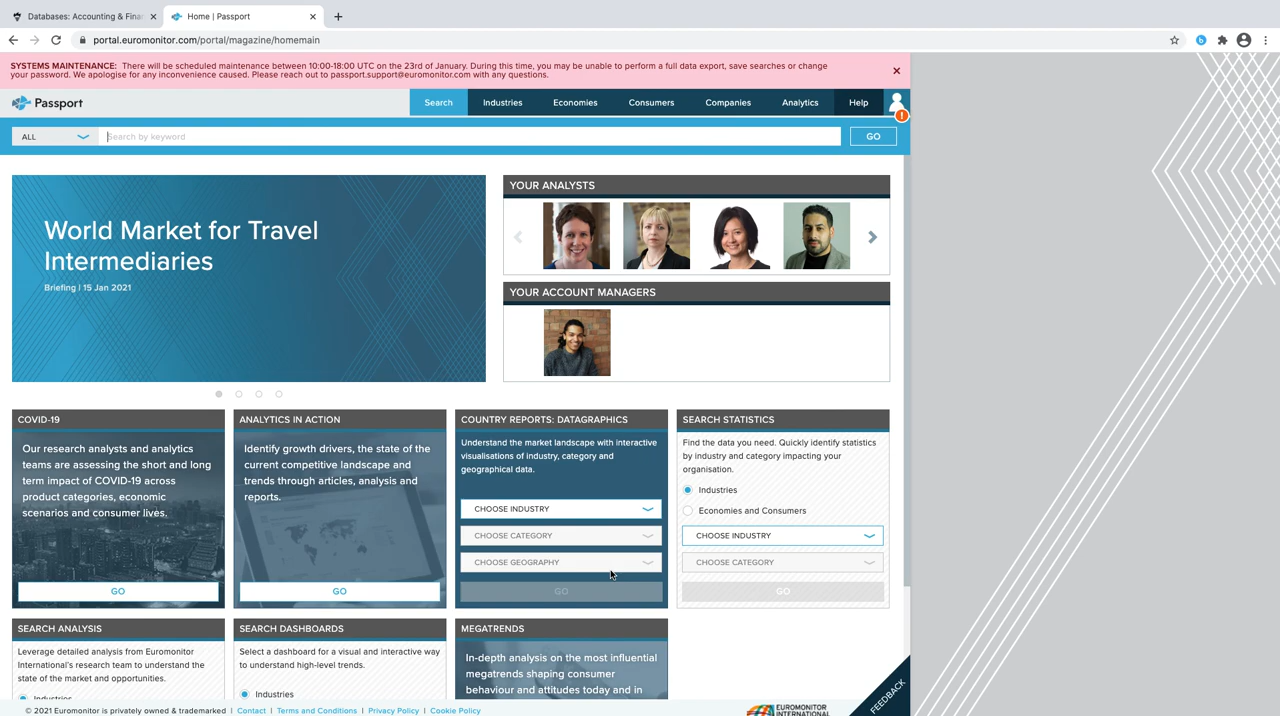 Databases: Accounting & Fina
Home | Passport
portal.euromonitor.com/portal/magazine/homemain
SYSTEMS MAINTENANCE: There will be scheduled maintenance between 10:00-18:00 UTC on the 23rd of January. During this time, you may be unable to perform a full data export, save searches or change
your password. We apologise for any inconvenience caused. Please reach out to passport.support@euromonitor.com with any questions.
Passport
Search
Industries
Economies
Consumers
Companies
Analytics
Help
ALL
Search by keyword
GO
World Market for Travel
Intermediaries
Briefing | 15 Jan 2021
YOUR ANALYSTS
YOUR ACCOUNT MANAGERS
COVID-19
Our research analysts and analytics
teams are assessing the short and long
term impact of COVID-19 across
product categories, economic
scenarios and consumer lives.
GO
ANALYTICS IN ACTION
Identify growth drivers, the state of the
current competitive landscape and
trends through articles, analysis and
reports.
GO
COUNTRY REPORTS: DATAGRAPHICS
Understand the market landscape with interactive
visualisations of industry, category and
geographical data.
CHOOSE INDUSTRY
CHOOSE CATEGORY
CHOOSE GEOGRAPHY
GO
SEARCH STATISTICS
Find the data you need. Quickly identify statistics
by industry and category impacting your
organisation.
Industries
Economies and Consumers
CHOOSE INDUSTRY
CHOOSE CATEGORY
GO
SEARCH ANALYSIS
Leverage detailed analysis from Euromonitor
International's research team to understand the
state of the market and opportunities.
Industries
SEARCH DASHBOARDS
Select a dashboard for a visual and interactive way
to understand high-level trends.
Industries
MEGATRENDS
In-depth analysis on the most influential
megatrends shaping consumer
behaviour and attitudes today and in
FEEDBACK
© 2021 Euromonitor is privately owned & trademarked | Contact | Terms and Conditions | Privacy Policy | Cookie Policy
EUROMONITOR
INTERNATIONAL